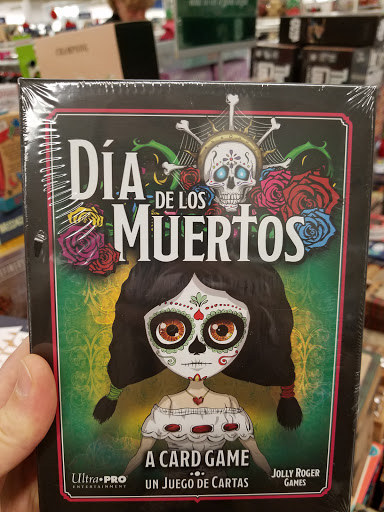 DÍA
DE LOS
MUERTOS
A CARD GAME
UN JUEGO DE CARTAS
Ultra•PRO
ENTERTAINMENT
JOLLY ROGER
GAMES